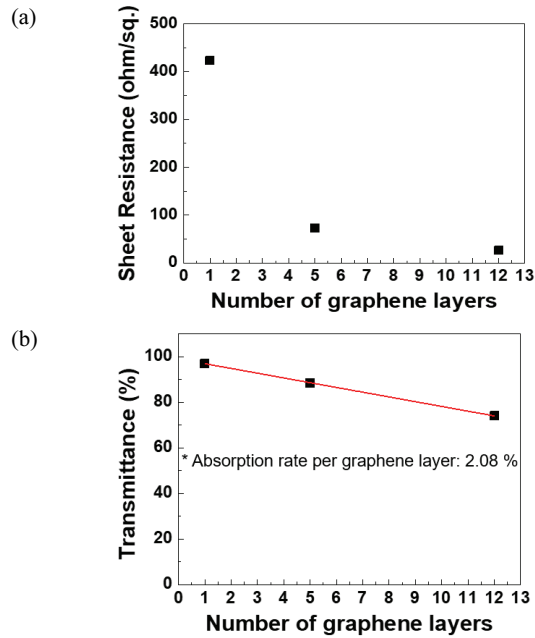 (a)
Sheet Resistance (ohm/sq.)
500
400
300
200
100
0
0 1 2 3 4 5 6 7 8 9 10 11 12 13
Number of graphene layers
(b)
Transmittance (%)
100
80
60
40
20
0
* Absorption rate per graphene layer: 2.08 %
0 1 2 3 4 5 6 7 8 9 10 11 12 13
Number of graphene layers